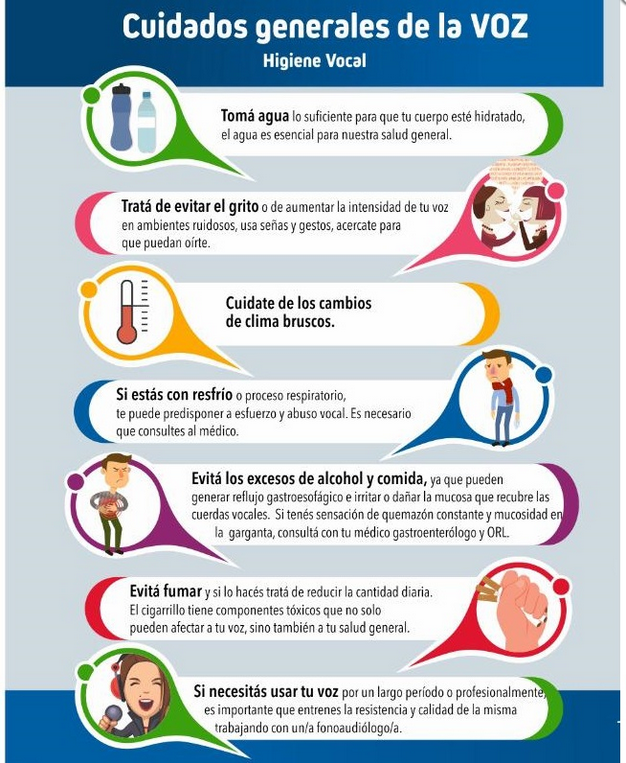 Cuidados generales de la VOZ
Higiene Vocal
Tomá agua lo suficiente para que tu cuerpo esté hidratado,
el agua es esencial para nuestra salud general.
Tratá de evitar el grito o de aumentar la intensidad de tu voz
en ambientes ruidosos, usa señas y gestos, acercate para
que puedan oírte.
Cuidate de los cambios
de clima bruscos.
Si estás con resfrío o proceso respiratorio,
te puede predisponer a esfuerzo y abuso vocal. Es necesario
que consultes al médico.
Evitá los excesos de alcohol y comida, ya que pueden
generar reflujo gastroesofágico e irritar o dañar la mucosa que recubre las
cuerdas vocales. Si tenés sensación de quemazón constante y mucosidad en
la garganta, consultá con tu médico gastroenterólogo y ORL.
Evitá fumar y si lo hacés tratá de reducir la cantidad diaria.
El cigarrillo tiene componentes tóxicos que no solo
pueden afectar a tu voz, sino también a tu salud general.
Si necesitás usar tu voz por un largo período o profesionalmente,
es importante que entrenes la resistencia y calidad de la misma
trabajando con un/a fonoaudiólogo/a.